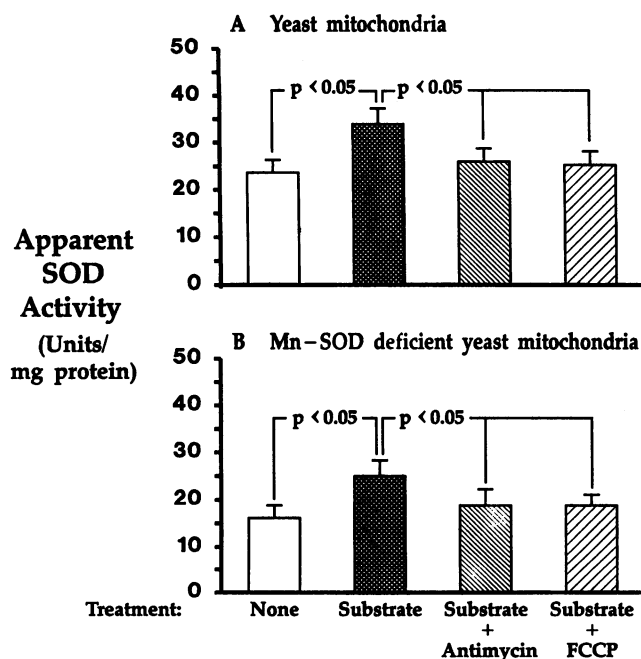 A Yeast mitochondria
50
40
30
20
10
0
p < 0.05
p < 0.05
Apparent
SOD
Activity
(Units/
mg protein)
B Mn-SOD deficient yeast mitochondria
50
40
30
20
10
0
p < 0.05
p < 0.05
Treatment: None Substrate Substrate Substrate
+ +
Antimycin FCCP